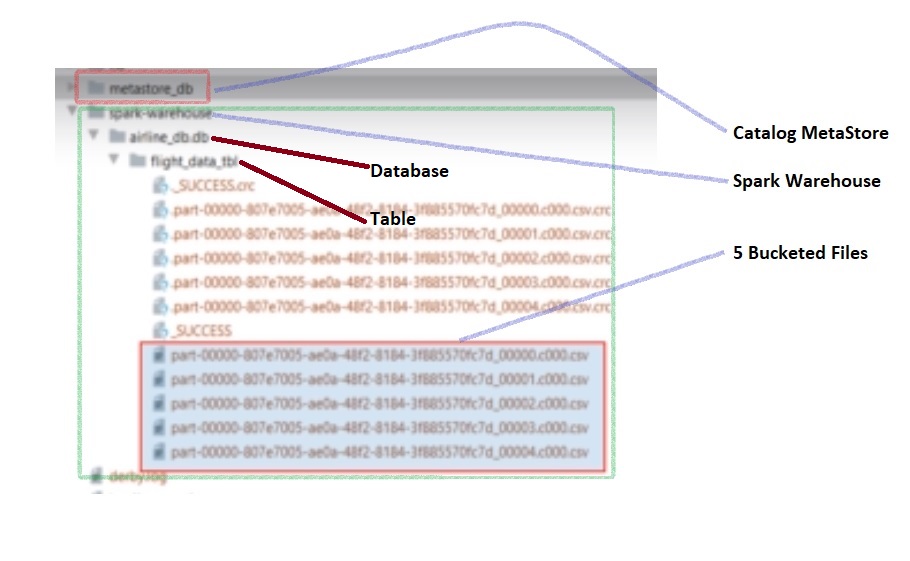 metastore_db
Catalog MetaStore
spark-warehouse
airline_db.db
Database
Spark Warehouse
flight_data_tbl
Table
._SUCCESS.crc
.part-00000-807e7005-ae0a-48f2-8184-3f885570fc7d_00000.c000.csv.crc
.part-00000-807e7005-ae0a-48f2-8184-3f885570fc7d_00001.c000.csv.crc
.part-00000-807e7005-ae0a-48f2-8184-3f885570fc7d_00002.c000.csv.crc
5 Bucketed Files
.part-00000-807e7005-ae0a-48f2-8184-3f885570fc7d_00003.c000.csv.crc
.part-00000-807e7005-ae0a-48f2-8184-3f885570fc7d_00004.c000.csv.crc
_SUCCESS
part-00000-807e7005-ae0a-48f2-8184-3f885570fc7d_00000.c000.csv
part-00000-807e7005-ae0a-48f2-8184-3f885570fc7d_00001.c000.csv
part-00000-807e7005-ae0a-48f2-8184-3f885570fc7d_00002.c000.csv
part-00000-807e7005-ae0a-48f2-8184-3f885570fc7d_00003.c000.csv
part-00000-807e7005-ae0a-48f2-8184-3f885570fc7d_00004.c000.csv
derby.log